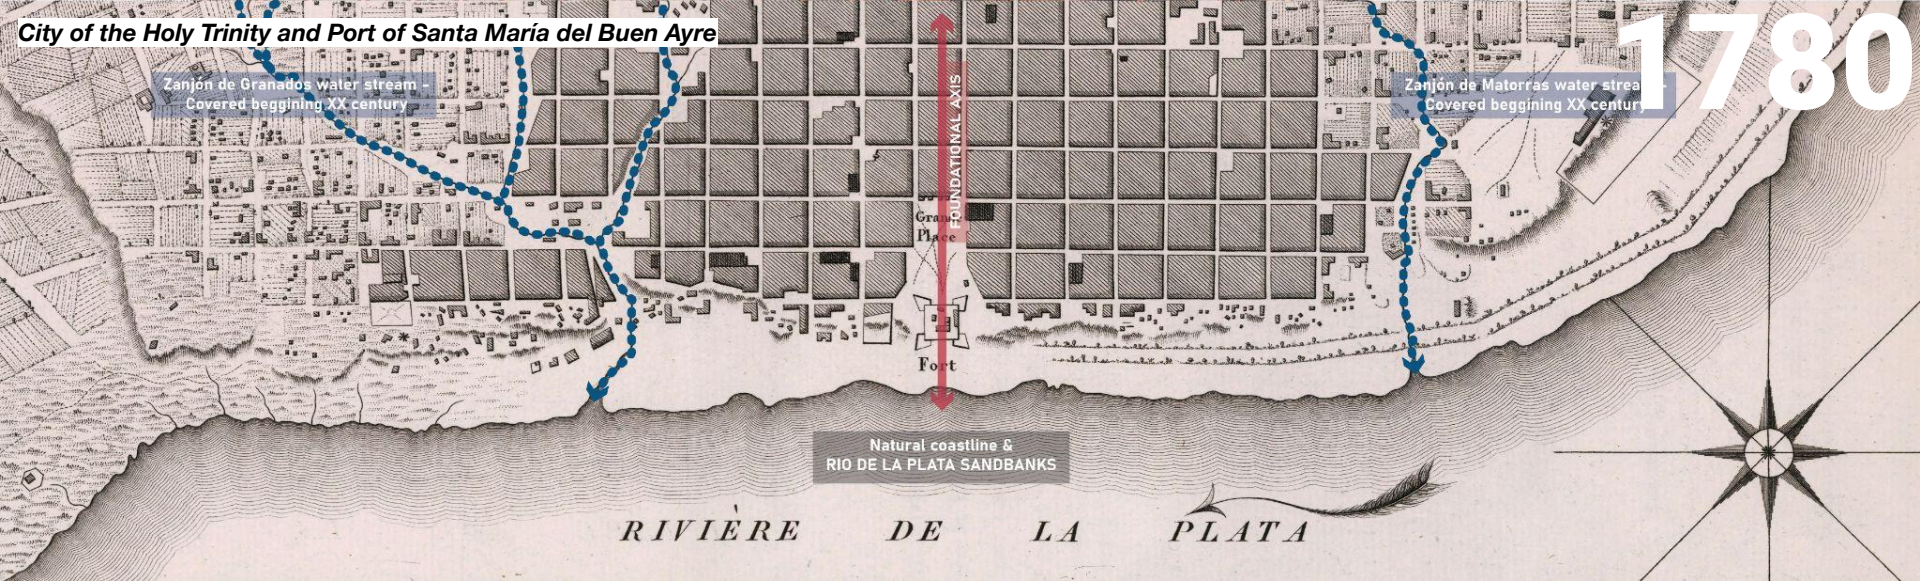 City of the Holy Trinity and Port of Santa María del Buen Ayre
1780
Zanjón de Granados water stream –
Covered beggining XX century
FOUNDATIONAL AXIS
Zanjón de Matorras water strea
Covered beggining XX century
Gran
Place
Fort
Natural coastline &
RIO DE LA PLATA SANDBANKS
RIVIÈRE DE LA PLATA